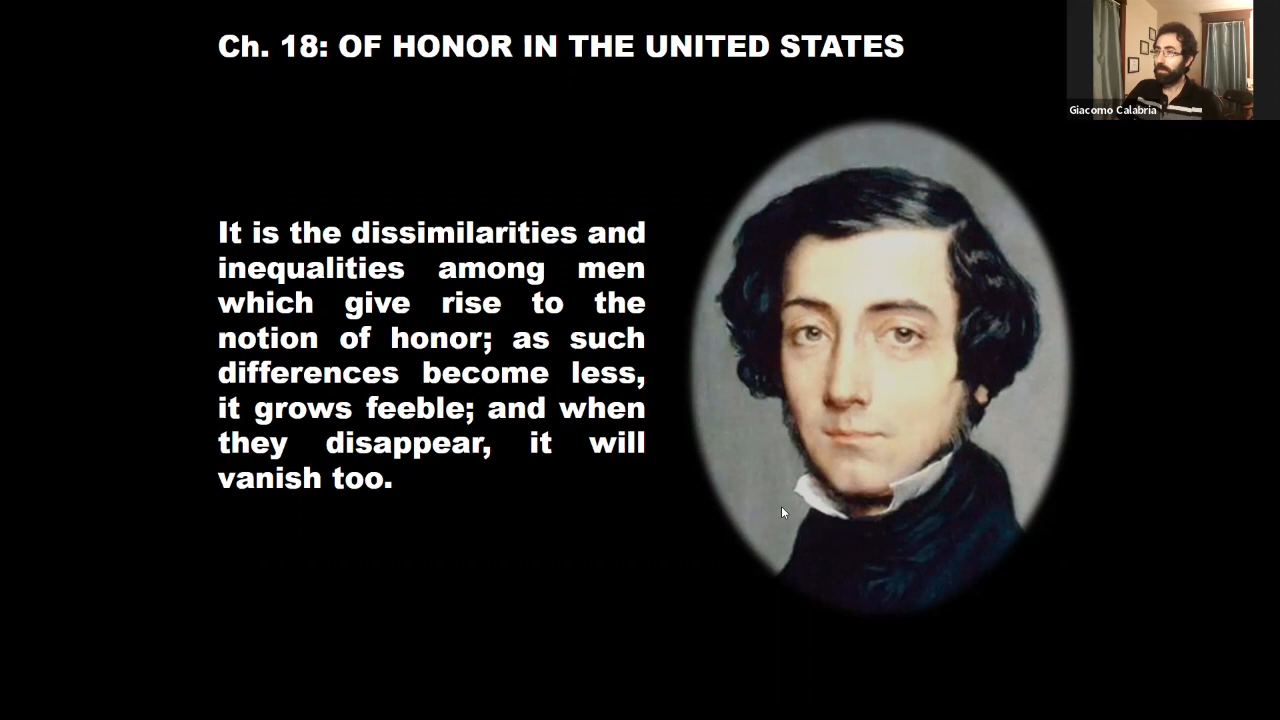 Ch. 18: OF HONOR IN THE UNITED STATES
Giacomo Calabria
It is the dissimilarities and
inequalities among men
which give rise to the
notion of honor; as such
differences become less,
it grows feeble; and when
they disappear, it will
vanish too.